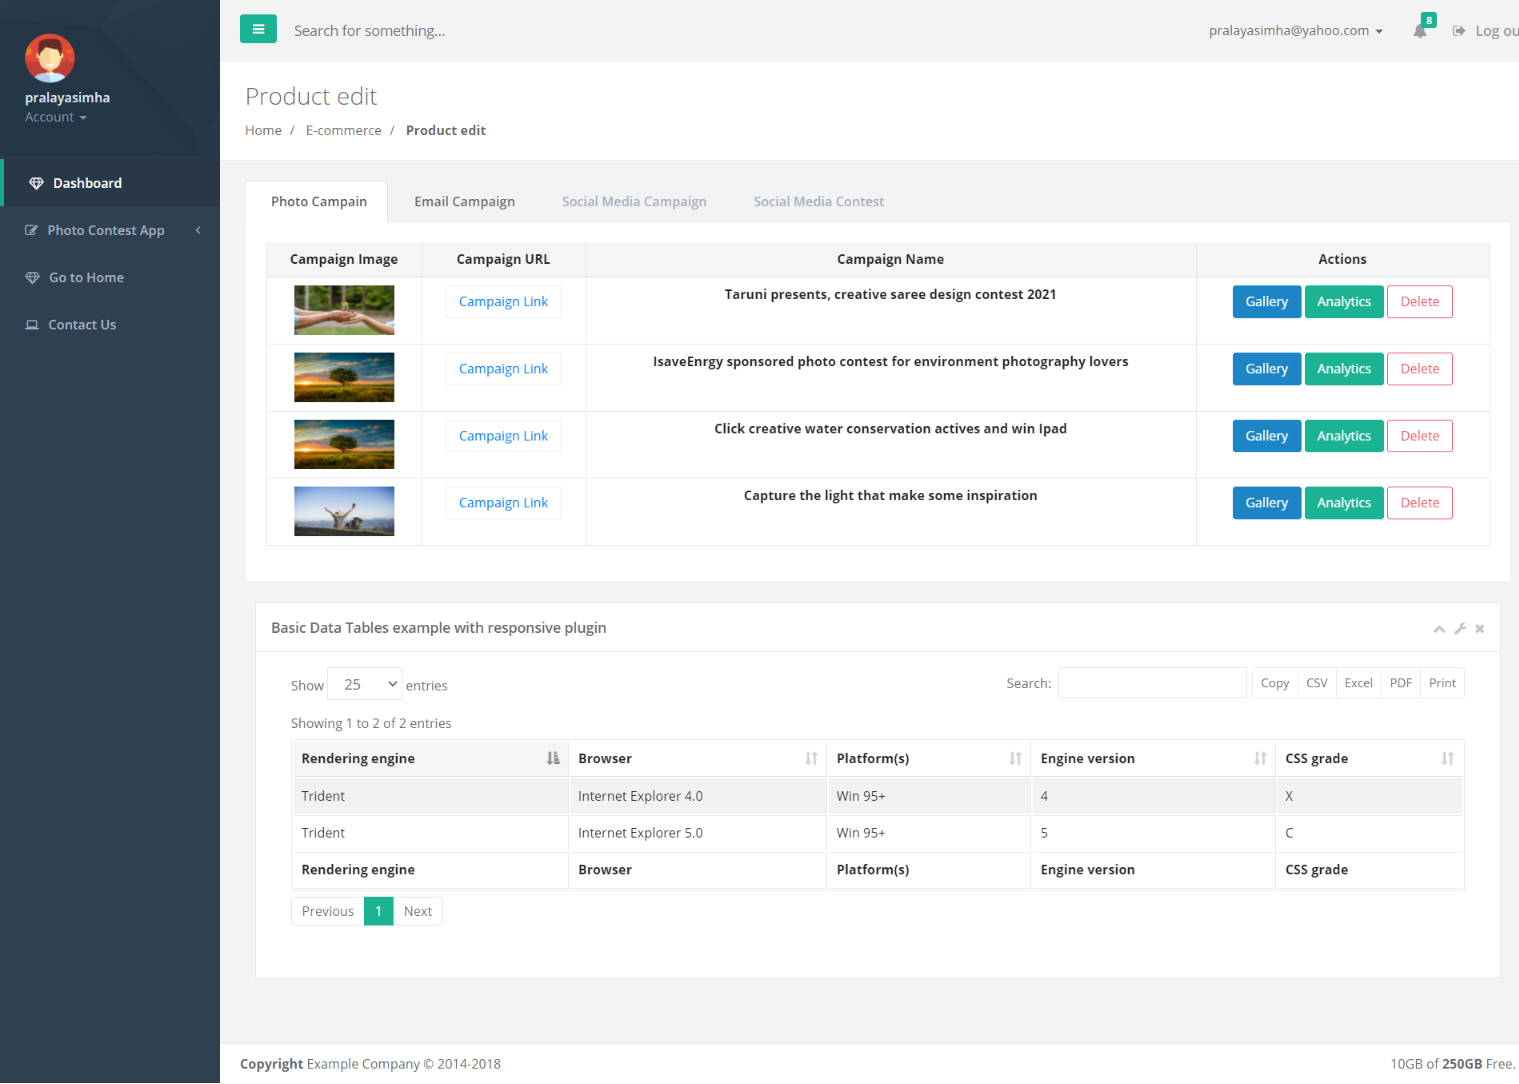 Search for something...
pralayasimha@yahoo.com
8
Log ou
pralayasimha
Account
Dashboard
Photo Contest App
Go to Home
Contact Us
Product edit
Home / E-commerce / Product edit
Photo Campain
Email Campaign
Social Media Campaign
Social Media Contest
Campaign Image Campaign URL Campaign Name Actions
Campaign Link Taruni presents, creative saree design contest 2021 Gallery Analytics Delete
Campaign Link IsaveEnrgy sponsored photo contest for environment photography lovers Gallery Analytics Delete
Campaign Link Click creative water conservation actives and win Ipad Gallery Analytics Delete
Campaign Link Capture the light that make some inspiration Gallery Analytics Delete
Basic Data Tables example with responsive plugin
Show 25 entries
Search:
Copy CSV Excel PDF Print
Showing 1 to 2 of 2 entries
Rendering engine Browser Platform(s) Engine version CSS grade
Trident Internet Explorer 4.0 Win 95+ 4 X
Trident Internet Explorer 5.0 Win 95+ 5 C
Rendering engine Browser Platform(s) Engine version CSS grade
Previous 1 Next
Copyright Example Company © 2014-2018
10GB of 250GB Free.